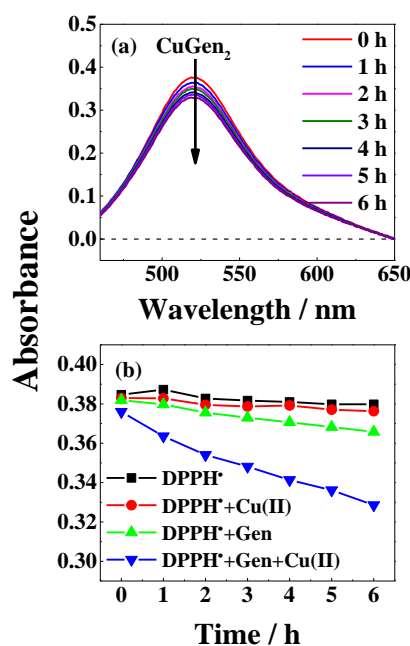 (a)
CuGen₂
0 h
1 h
2 h
3 h
4 h
5 h
6 h
0.5
0.4
0.3
0.2
0.1
0.0
500 550 600 650
Wavelength / nm
Absorbance
(b)
0.40
0.38
0.36
0.34
0.32
0.30
DPPH•
DPPH•+Cu(II)
DPPH•+Gen
DPPH•+Gen+Cu(II)
0 1 2 3 4 5 6
Time / h